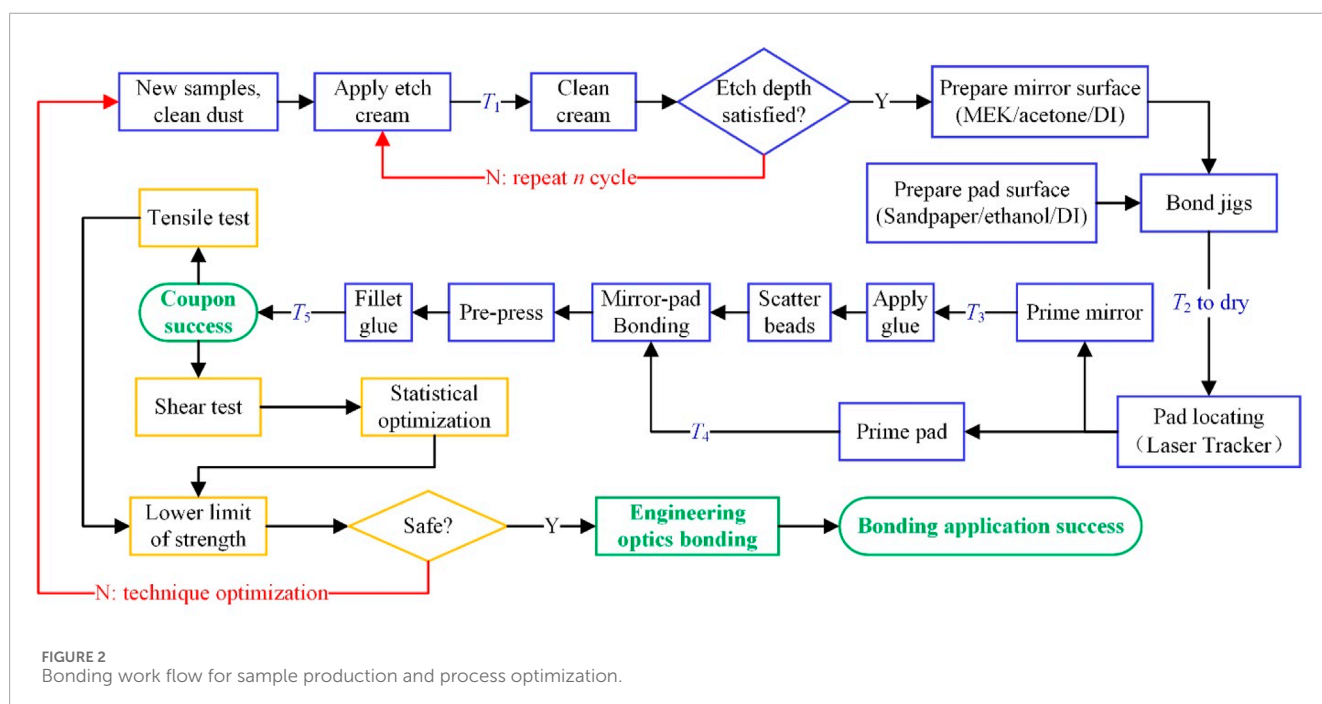 New samples,
clean dust
Apply etch
cream
T1
Clean
cream
Etch depth
satisfied?
Y
Prepare mirror surface
(MEK/acetone/DI)
N: repeat n cycle
Prepare pad surface
(Sandpaper/ethanol/DI)
Bond jigs
T2 to dry
Tensile test
Coupon
success
T5
Fillet
glue
Pre-press
Mirror-pad
Bonding
Scatter
beads
Apply
glue
T3
Prime mirror
Shear test
Statistical
optimization
T4
Prime pad
Pad locating
(Laser Tracker)
Lower limit
of strength
Safe?
Y
Engineering
optics bonding
Bonding application success
N: technique optimization
FIGURE 2
Bonding work flow for sample production and process optimization.